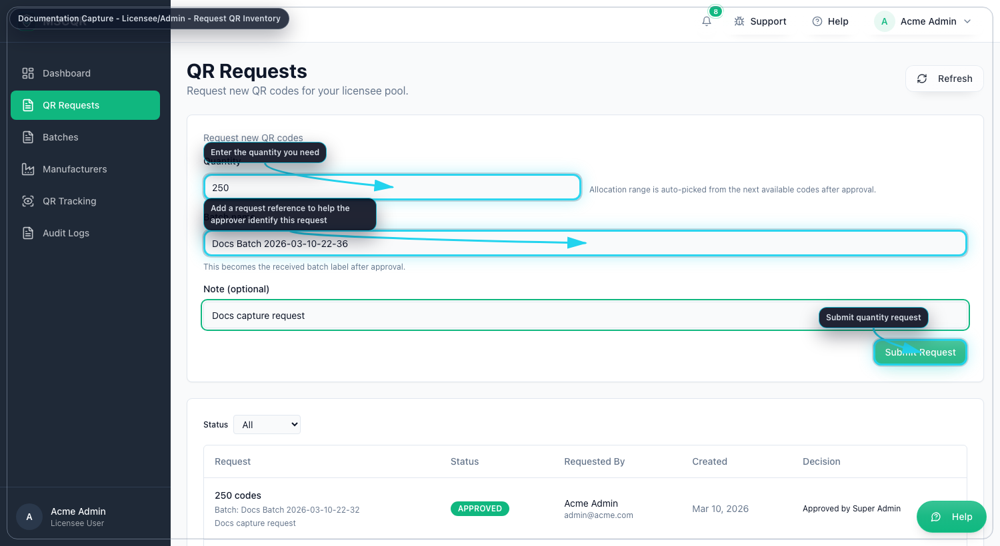 Documentation Capture - Licensee/Admin - Request QR Inventory
8
Support
Help
A
Acme Admin
Dashboard
QR Requests
Batches
Manufacturers
QR Tracking
Audit Logs
A
Acme Admin
Licensee User
QR Requests
Request new QR codes for your licensee pool.
Refresh
Request new QR codes
Enter the quantity you need
Quantity
250
Allocation range is auto-picked from the next available codes after approval.
Add a request reference to help the
approver identify this request
Docs Batch 2026-03-10-22-36
This becomes the received batch label after approval.
Note (optional)
Docs capture request
Submit quantity request
Submit Request
Status
All
Request
Status
Requested By
Created
Decision
250 codes
Batch: Docs Batch 2026-03-10-22-32
Docs capture request
APPROVED
Acme Admin
admin@acme.com
Mar 10, 2026
Approved by Super Admin
Help